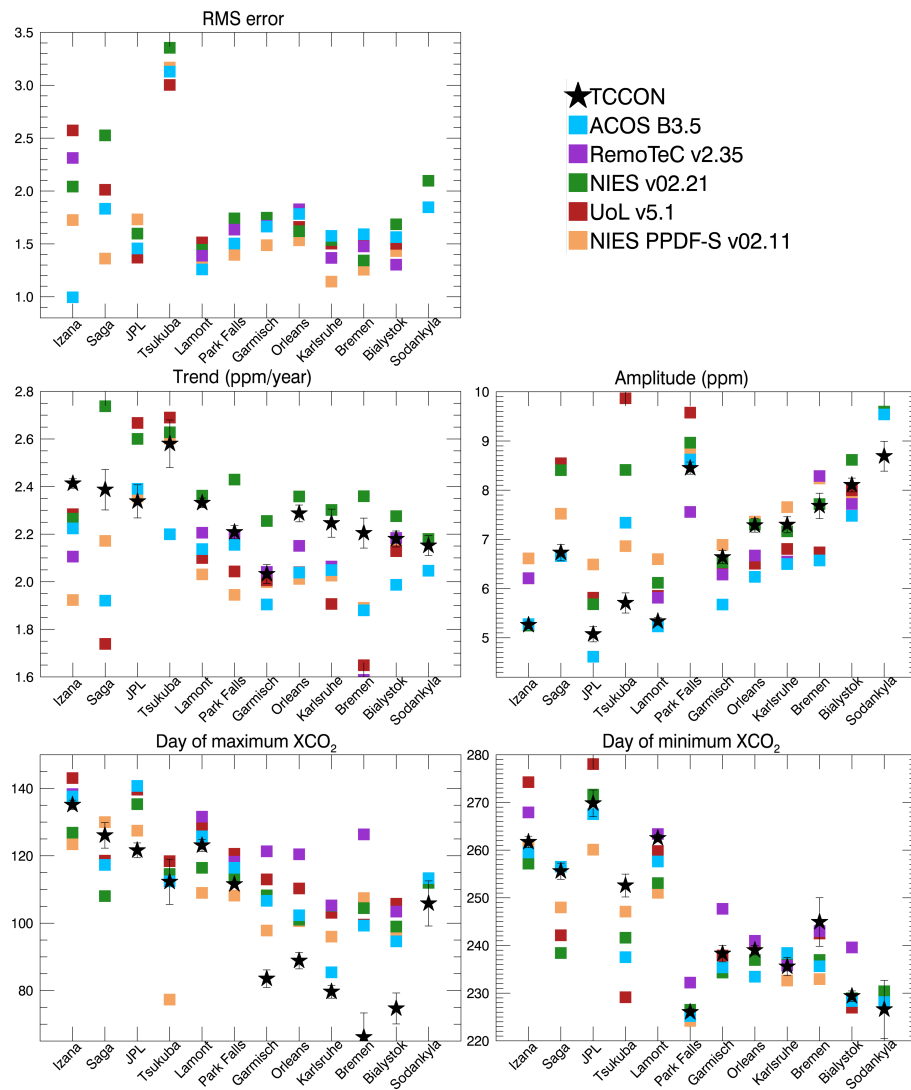 RMS error
3.5
3.0
2.5
2.0
1.5
1.0
Izana
Saga
JPL
Tsukuba
Lamont
Park Falls
Garmisch
Orleans
Karlsruhe
Bremen
Bialystok
Sodankyla
TCCON
ACOS B3.5
RemoTeC v2.35
NIES v02.21
UoL v5.1
NIES PPDF-S v02.11
Trend (ppm/year)
2.8
2.6
2.4
2.2
2.0
1.8
1.6
Izana
Saga
JPL
Tsukuba
Lamont
Park Falls
Garmisch
Orleans
Karlsruhe
Bremen
Bialystok
Sodankyla
Amplitude (ppm)
10
9
8
7
6
5
Izana
Saga
JPL
Tsukuba
Lamont
Park Falls
Garmisch
Orleans
Karlsruhe
Bremen
Bialystok
Sodankyla
Day of maximum XCO₂
140
120
100
80
Izana
Saga
JPL
Tsukuba
Lamont
Park Falls
Garmisch
Orleans
Karlsruhe
Bremen
Bialystok
Sodankyla
Day of minimum XCO₂
280
270
260
250
240
230
220
Izana
Saga
JPL
Tsukuba
Lamont
Park Falls
Garmisch
Orleans
Karlsruhe
Bremen
Bialystok
Sodankyla